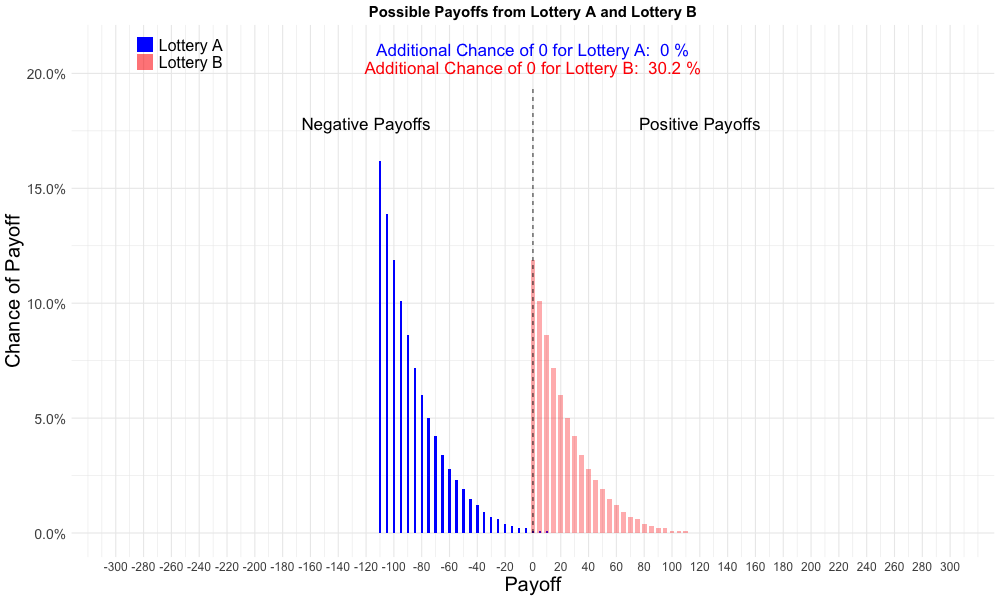 Possible Payoffs from Lottery A and Lottery B
Lottery A
Lottery B
Additional Chance of 0 for Lottery A:  0 %
Additional Chance of 0 for Lottery B:  30.2 %
Negative Payoffs
Positive Payoffs
Chance of Payoff
20.0%
15.0%
10.0%
5.0%
0.0%
-300 -280 -260 -240 -220 -200 -180 -160 -140 -120 -100 -80 -60 -40 -20 0 20 40 60 80 100 120 140 160 180 200 220 240 260 280 300
Payoff